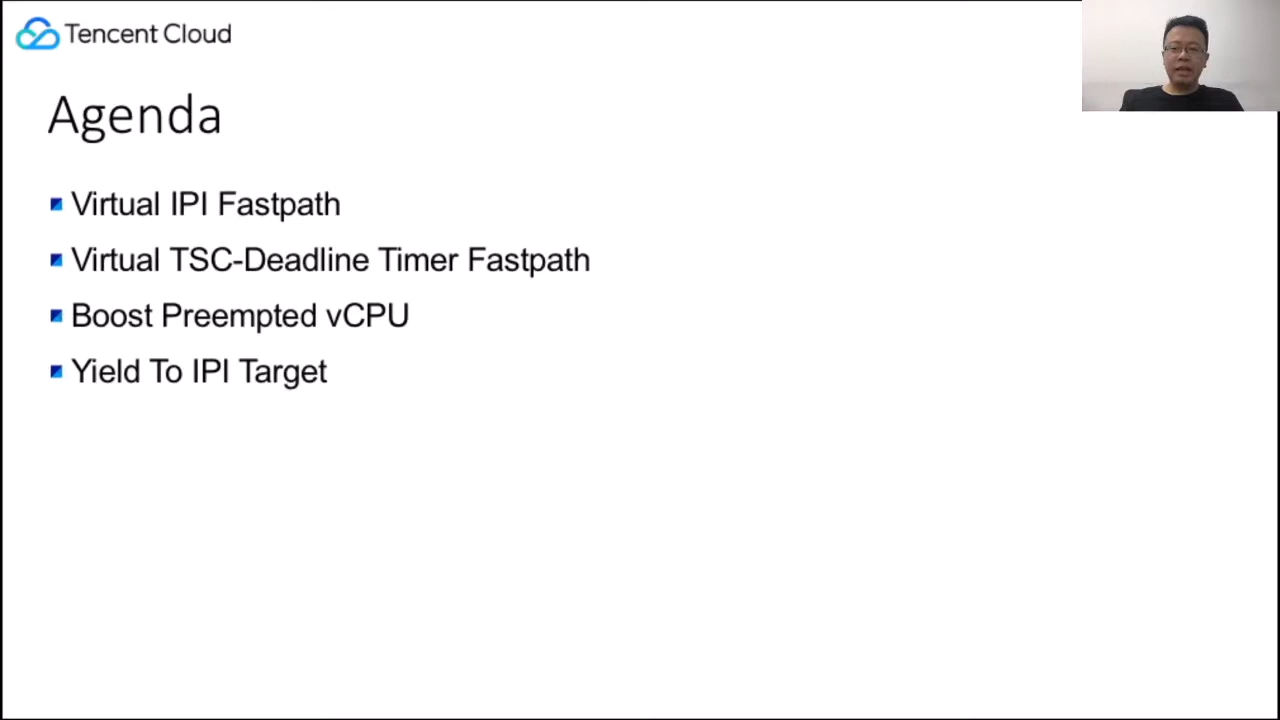 Tencent Cloud
Agenda
Virtual IPI Fastpath
Virtual TSC-Deadline Timer Fastpath
Boost Preempted vCPU
Yield To IPI Target